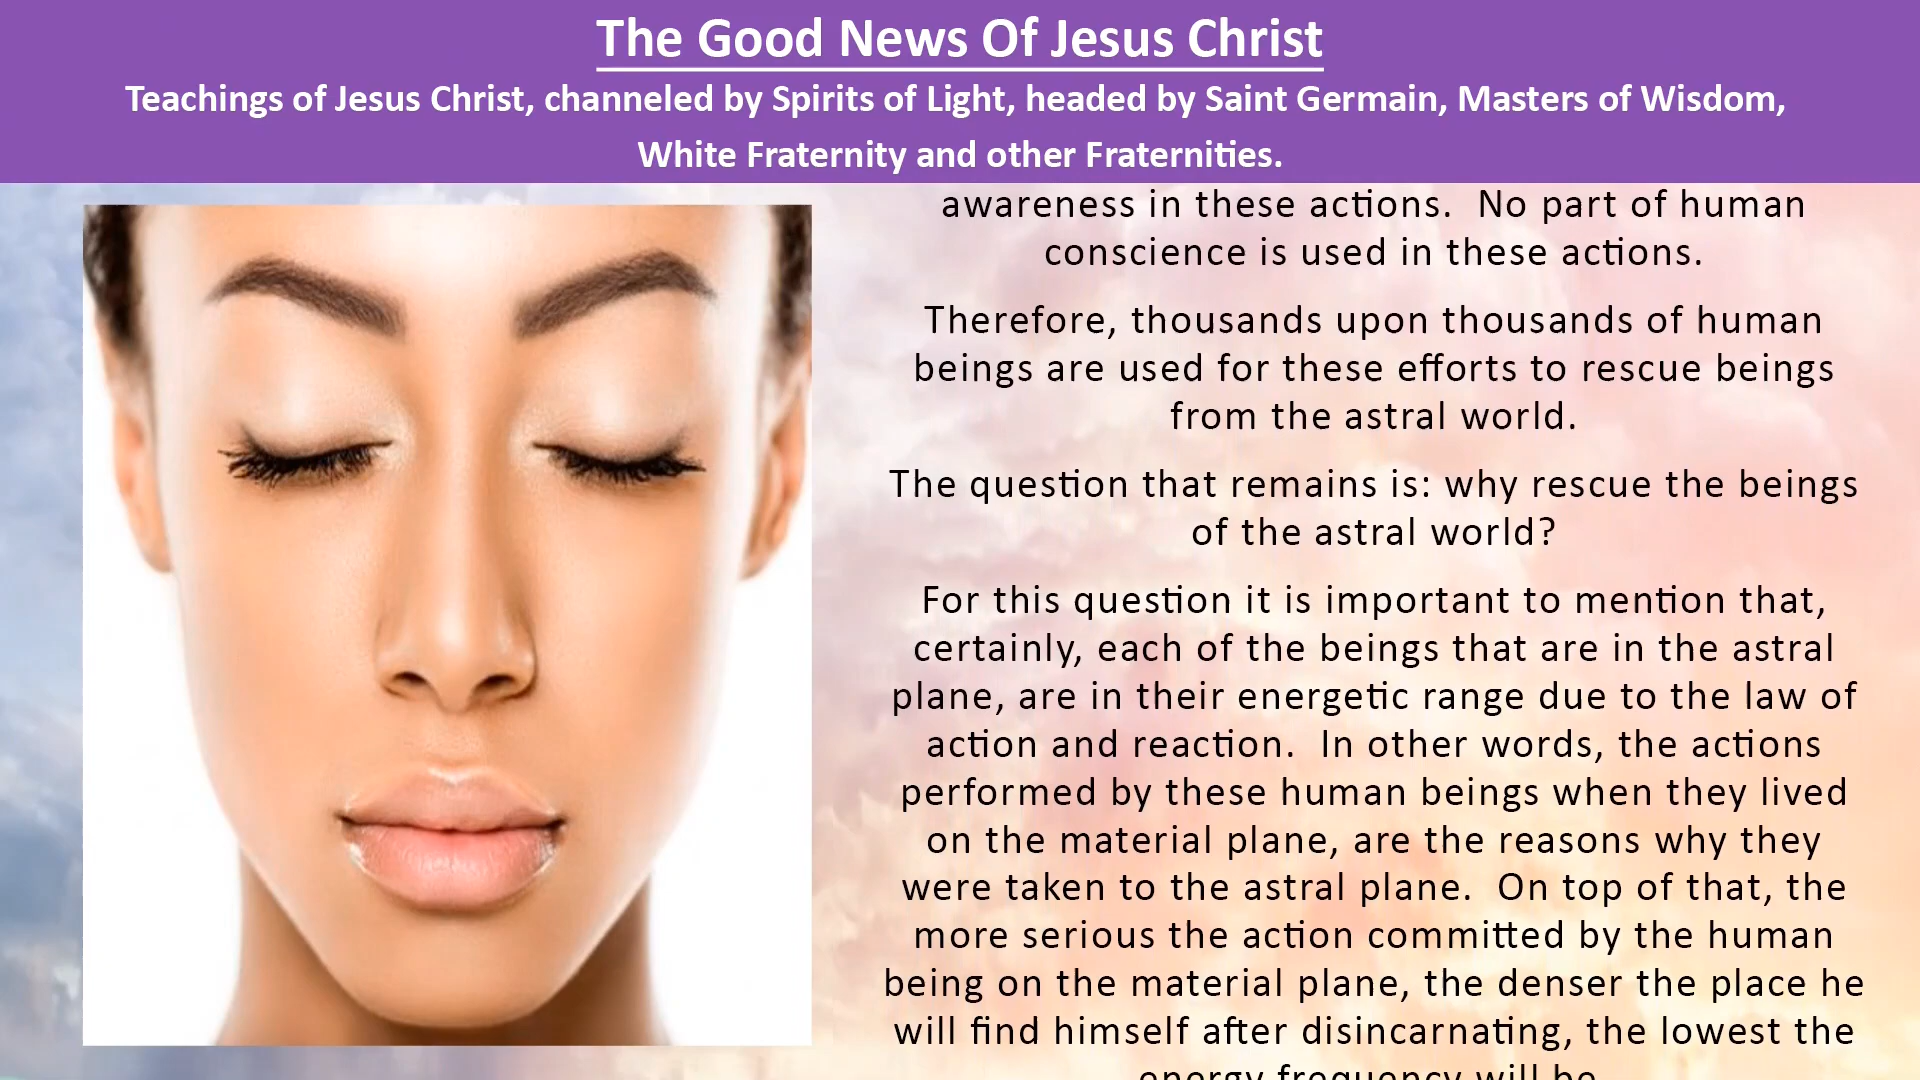 The Good News Of Jesus Christ
Teachings of Jesus Christ, channeled by Spirits of Light, headed by Saint Germain, Masters of Wisdom,
White Fraternity and other Fraternities.
awareness in these actions.  No part of human
conscience is used in these actions.
Therefore, thousands upon thousands of human
beings are used for these efforts to rescue beings
from the astral world.
The question that remains is: why rescue the beings
of the astral world?
For this question it is important to mention that,
certainly, each of the beings that are in the astral
plane, are in their energetic range due to the law of
action and reaction.  In other words, the actions
performed by these human beings when they lived
on the material plane, are the reasons why they
were taken to the astral plane.  On top of that, the
more serious the action committed by the human
being on the material plane, the denser the place he
will find himself after disincarnating, the lowest the
energy frequency will be